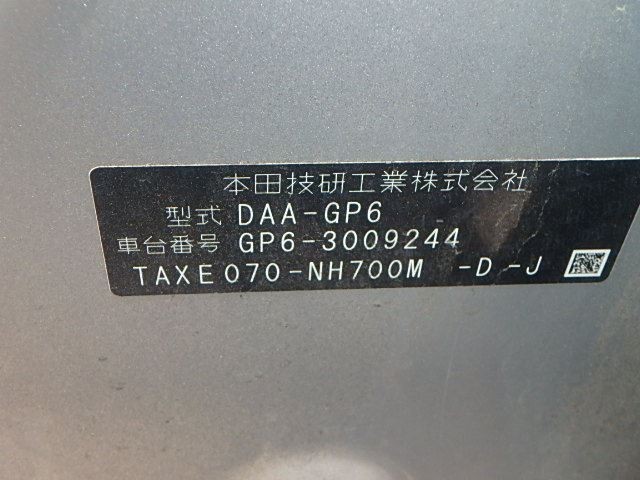 本田技研工業株式会社
型式 DAA-GP6
車台番号 GP6-3009244
TAXE070-NH700M -D-J